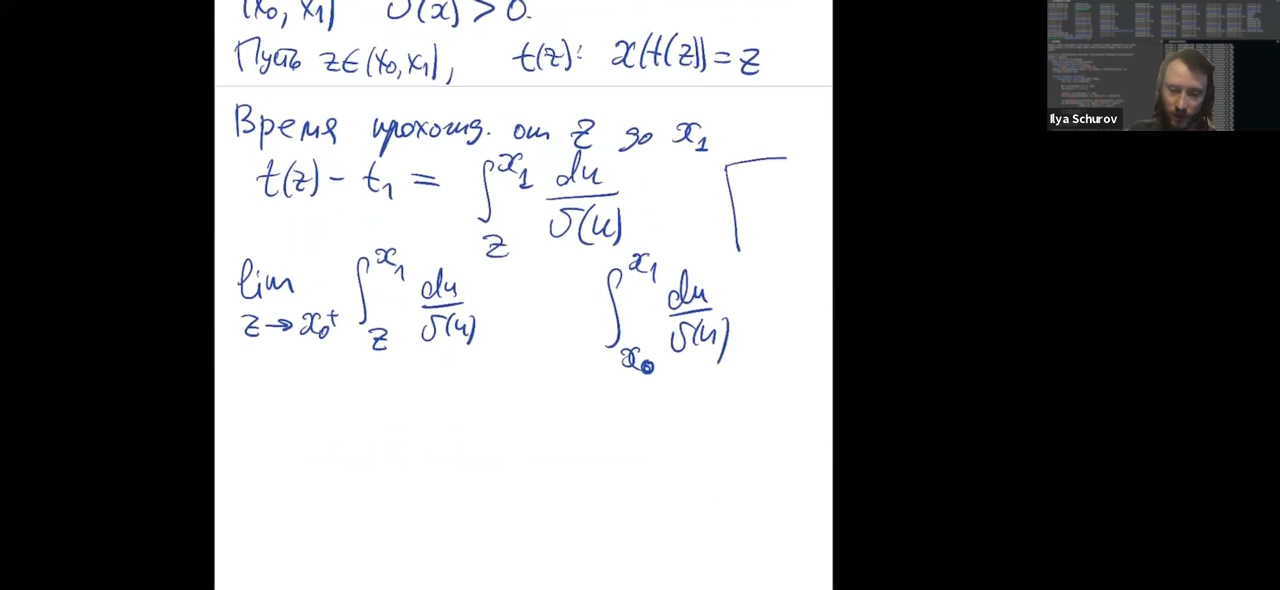 (x₀, x₁) v(x) > 0.
Пусть z∈(x₀, x₁), t(z): x(t(z)) = z
Время прохожд. от z до x₁
t(z) − t₁ = ∫_z^{x₁} du/v(u)
lim_{z→x₀+} ∫_z^{x₁} du/v(u) ∫_{x₀}^{x₁} du/v(u)
Ilya Schurov